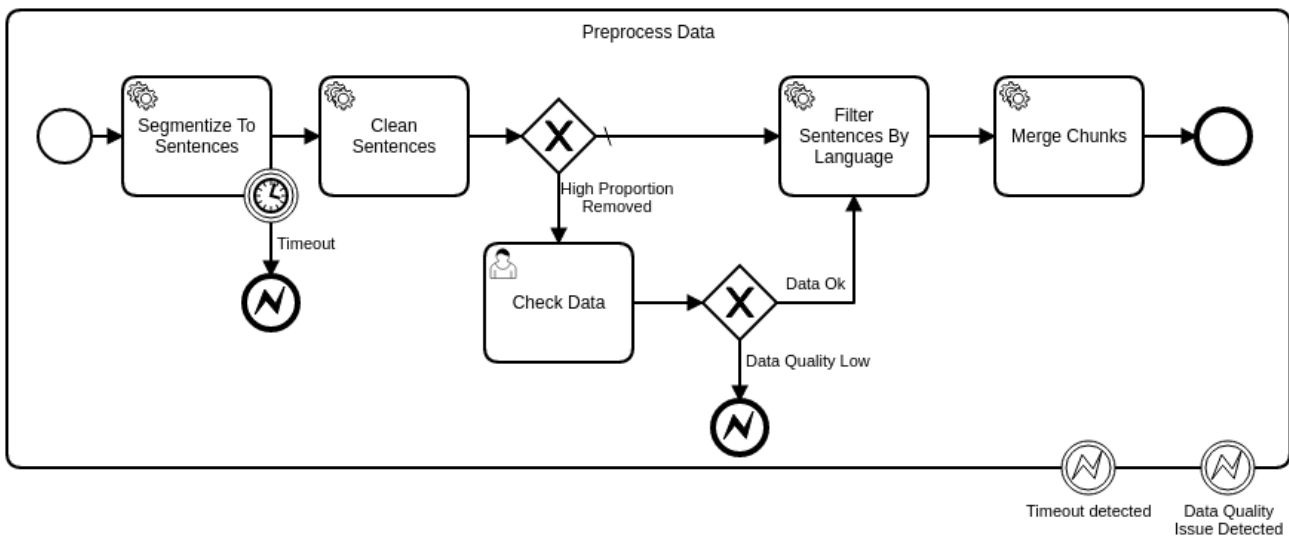 Preprocess Data
Segmentize To
Sentences
Clean
Sentences
Filter
Sentences By
Language
Merge Chunks
High Proportion
Removed
Timeout
Check Data
Data Ok
Data Quality Low
Timeout detected
Data Quality
Issue Detected